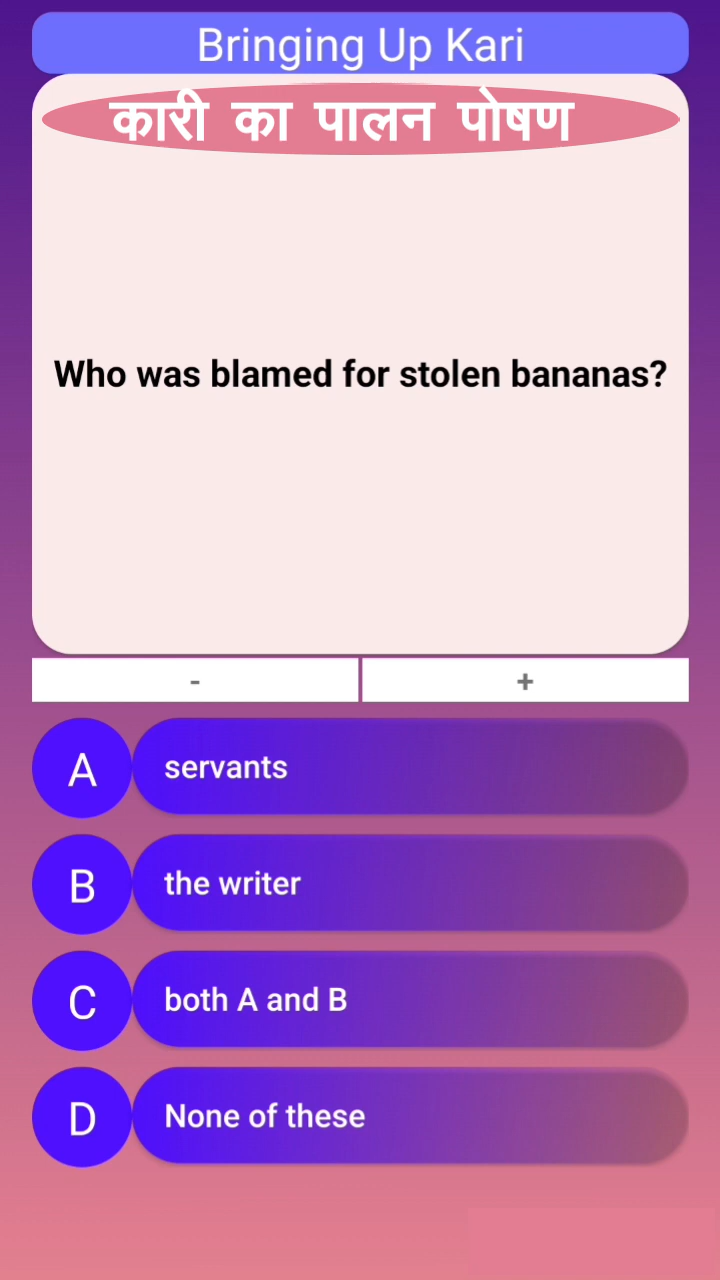 Bringing Up Kari
कारी का पालन पोषण
Who was blamed for stolen bananas?
-
+
A
servants
B
the writer
C
both A and B
D
None of these